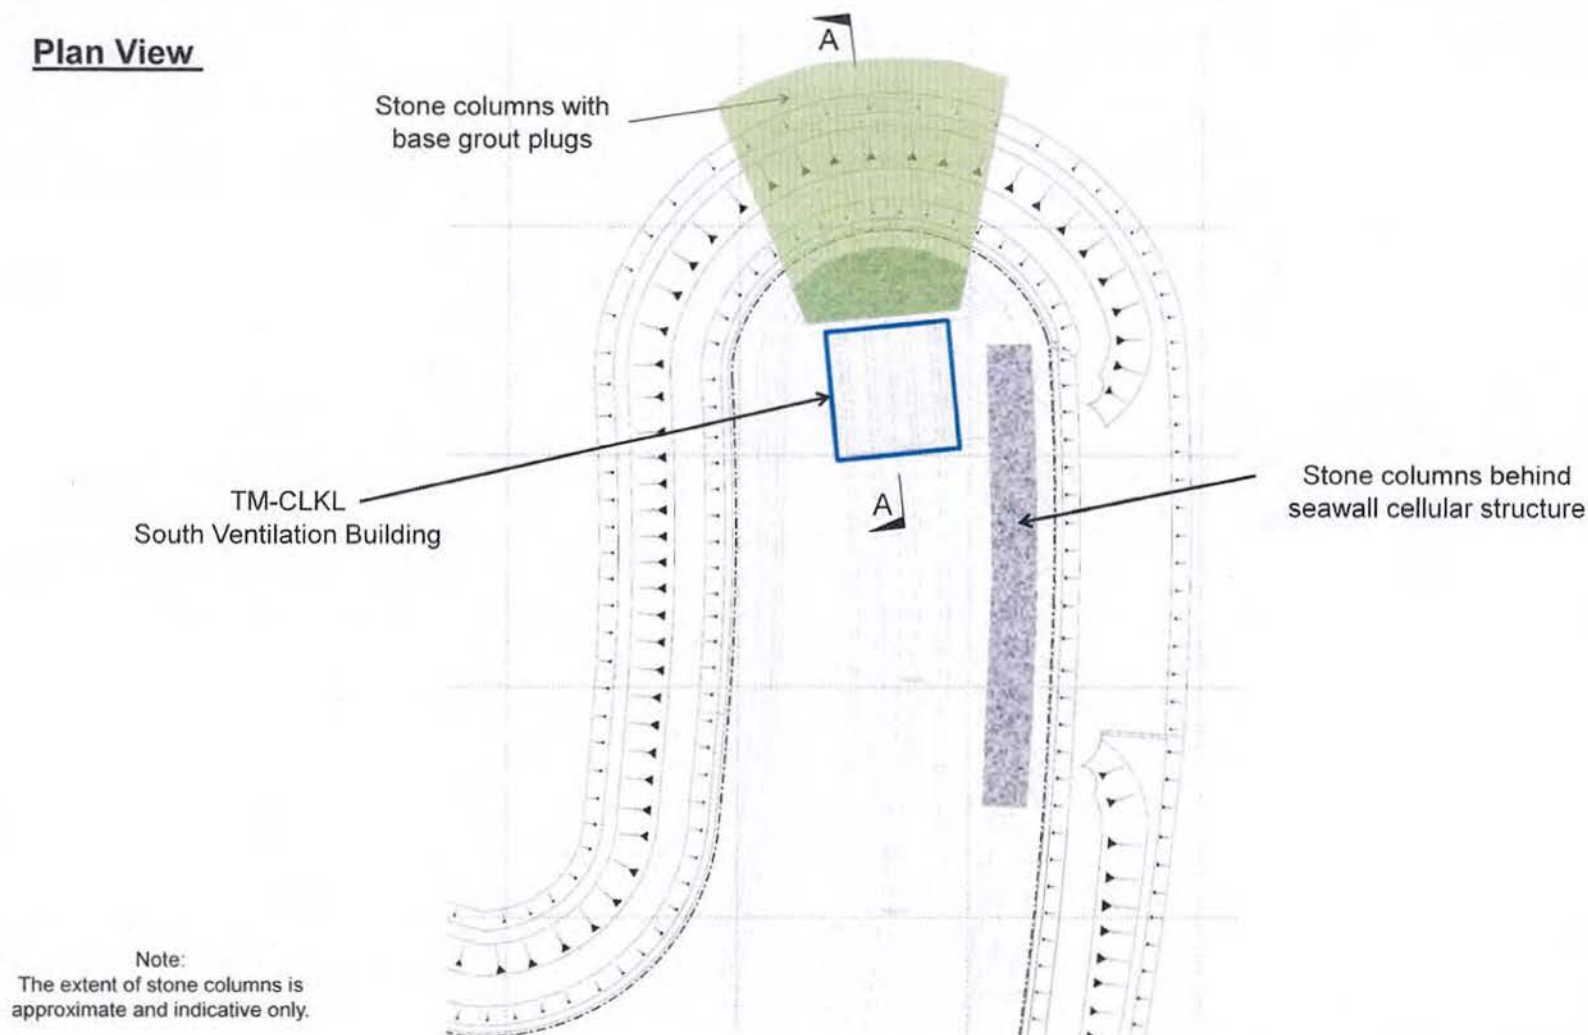 Plan View
A
Stone columns with
base grout plugs
TM-CLKL
South Ventilation Building
A
Stone columns behind
seawall cellular structure
Note:
The extent of stone columns is
approximate and indicative only.